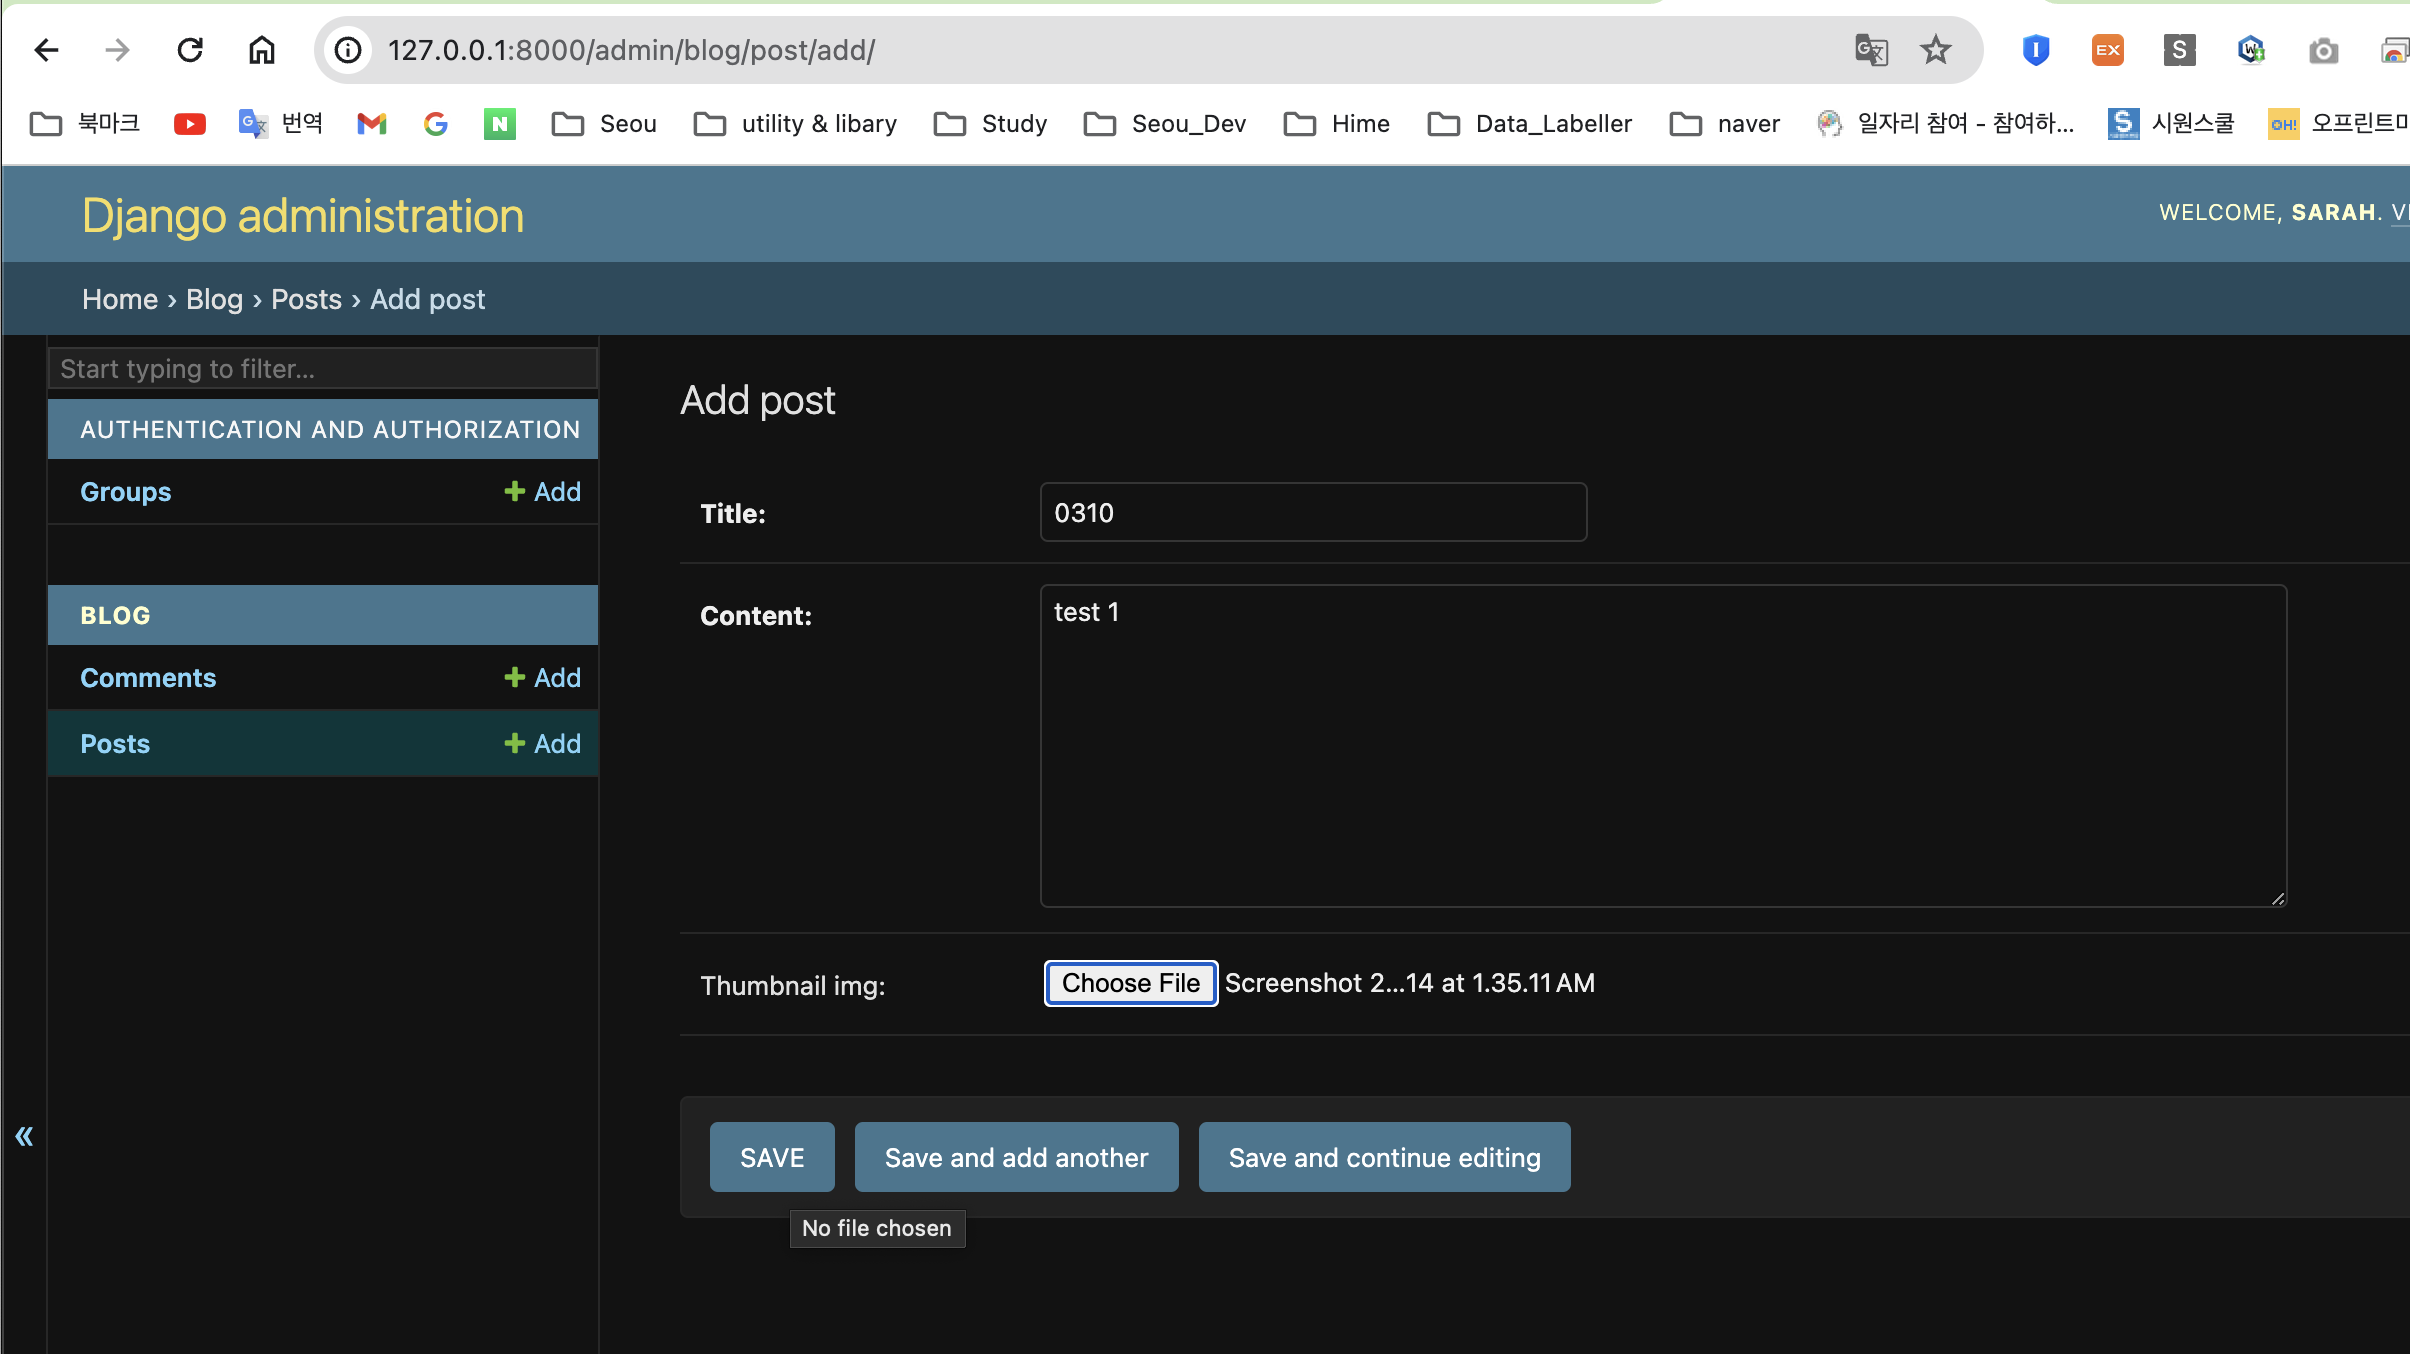 127.0.0.1:8000/admin/blog/post/add/
EX
S
북마크
번역
N
Seou
utility & libary
Study
Seou_Dev
Hime
Data_Labeller
naver
일자리 참여 - 참여하...
S
시원스쿨
OH!
오프린트미
Django administration
WELCOME, SARAH.
Home › Blog › Posts › Add post
Start typing to filter...
AUTHENTICATION AND AUTHORIZATION
Groups
+ Add
BLOG
Comments
+ Add
Posts
+ Add
«
Add post
Title:
0310
Content:
test 1
Thumbnail img:
Choose File
Screenshot 2...14 at 1.35.11 AM
SAVE
Save and add another
Save and continue editing
No file chosen